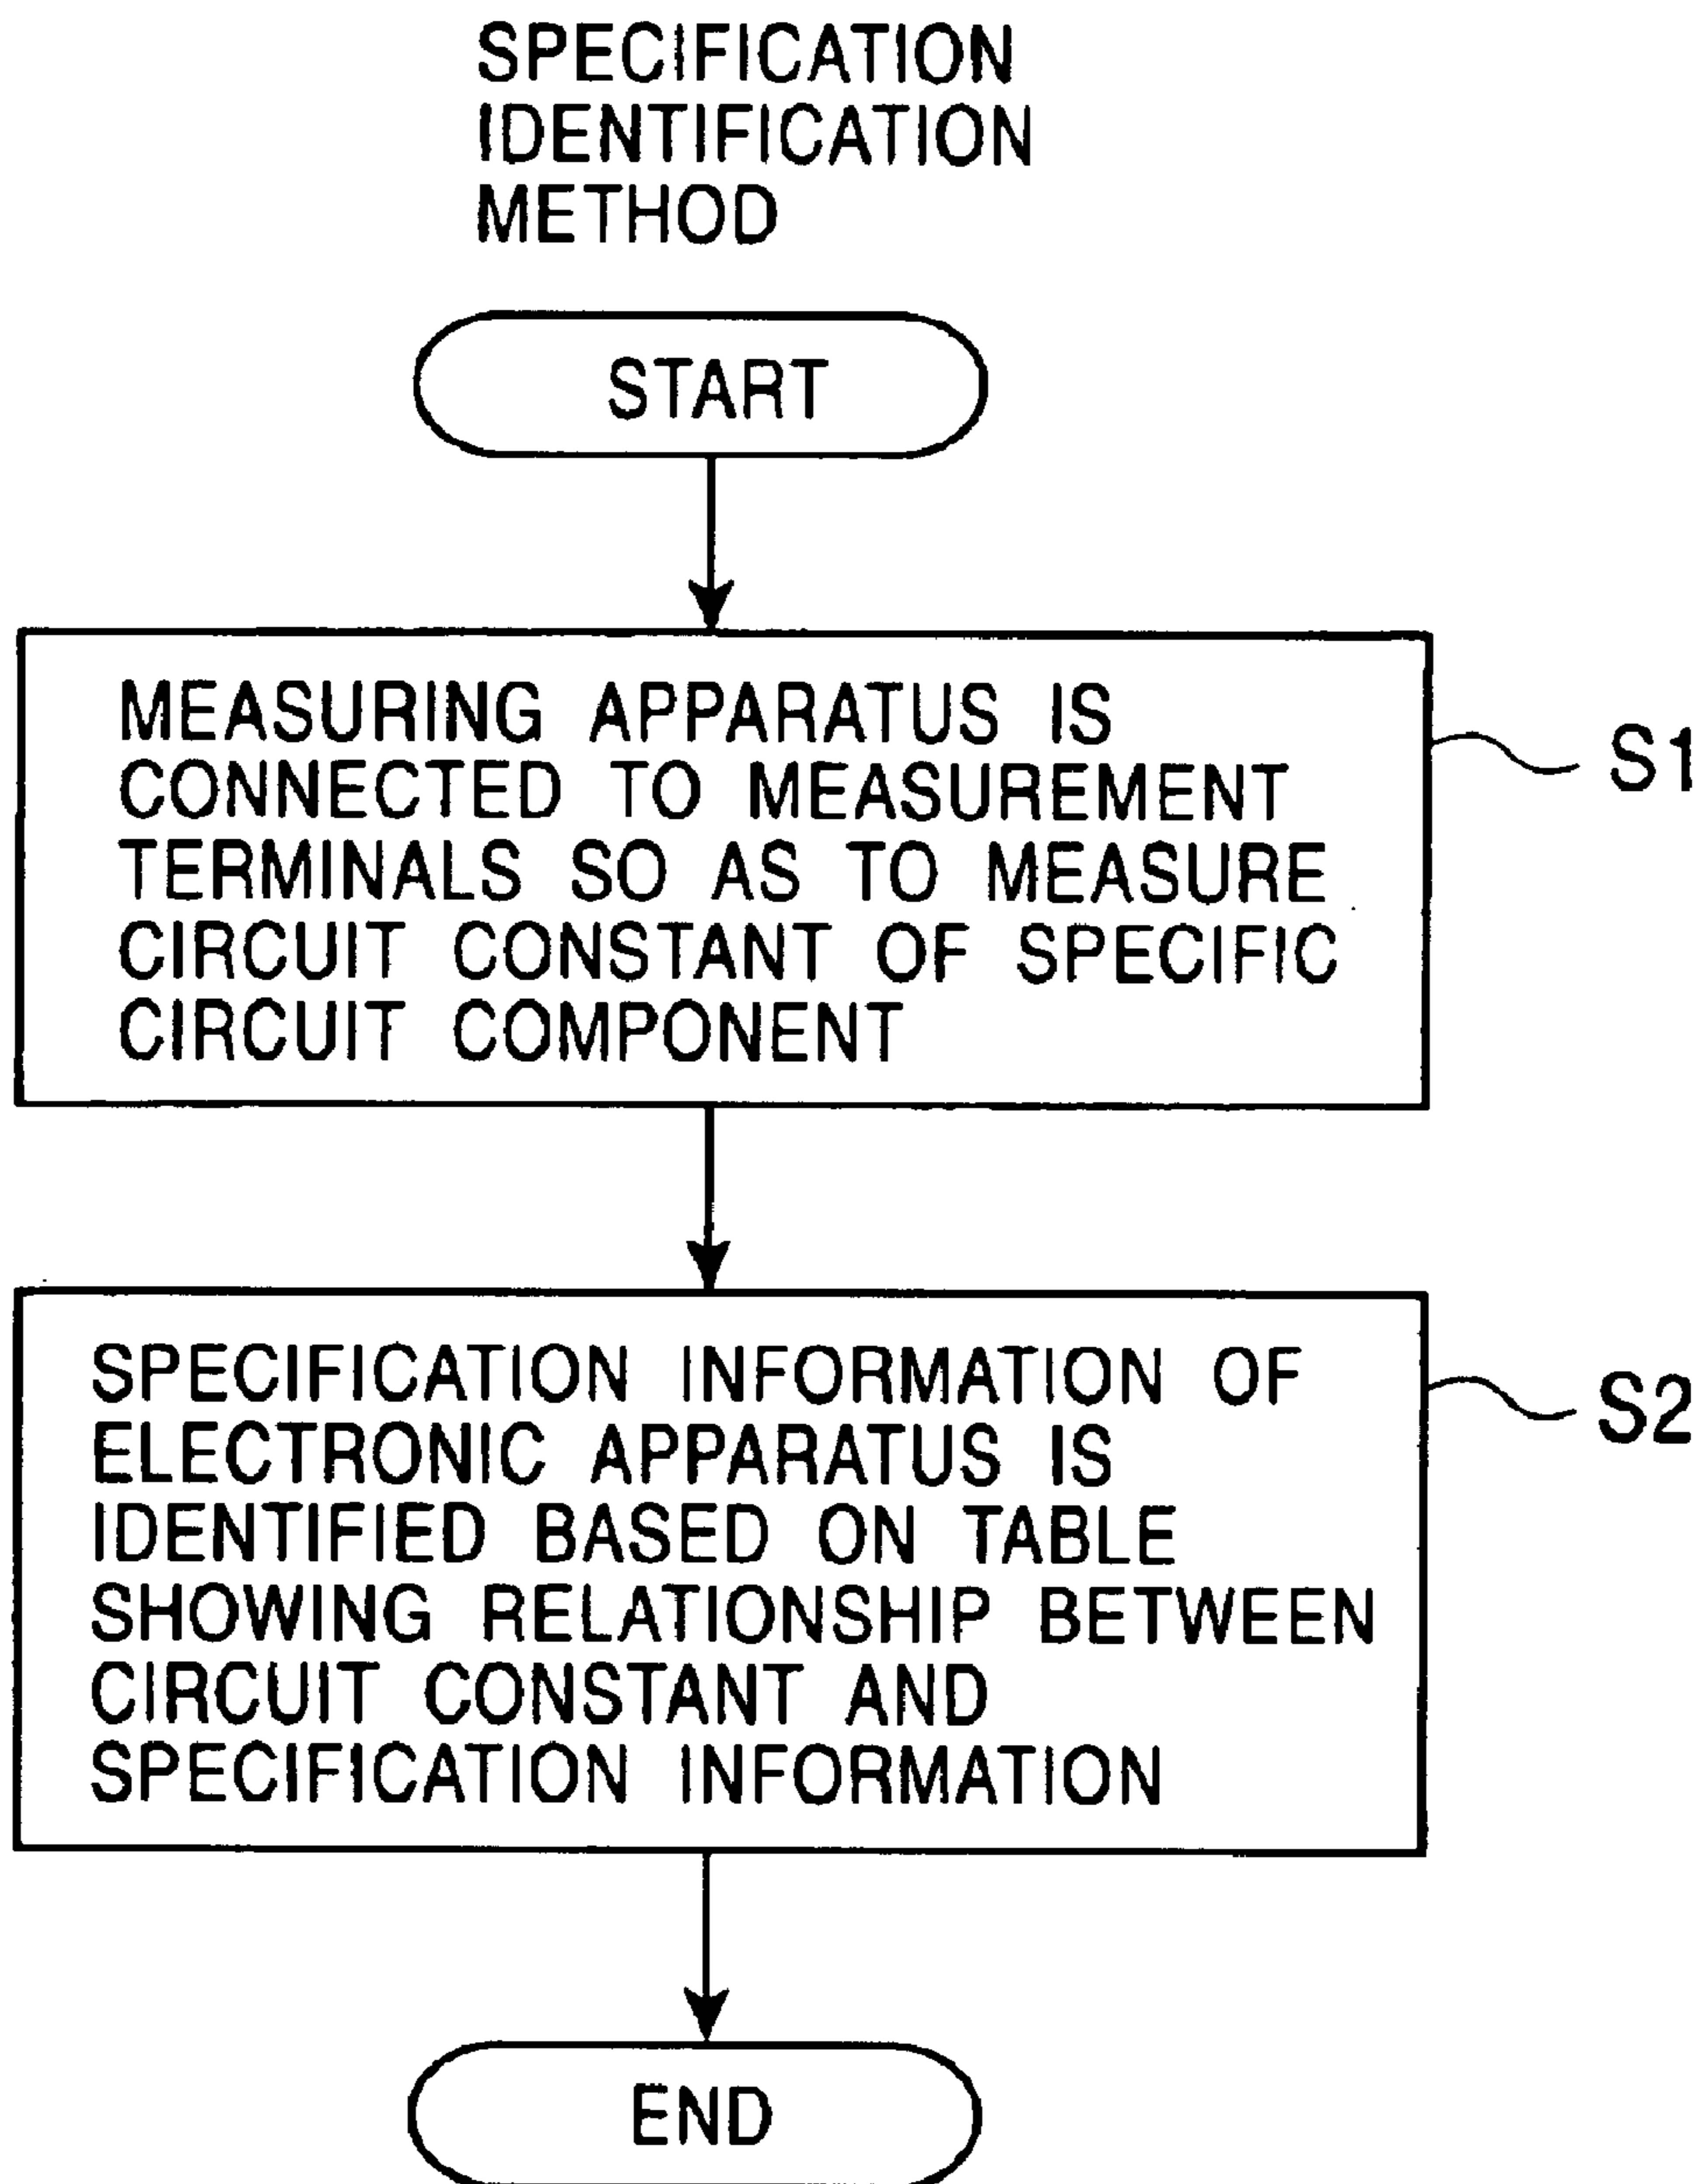 SPECIFICATION
IDENTIFICATION
METHOD
START
MEASURING APPARATUS IS
CONNECTED TO MEASUREMENT
TERMINALS SO AS TO MEASURE
CIRCUIT CONSTANT OF SPECIFIC
CIRCUIT COMPONENT
S1
SPECIFICATION INFORMATION OF
ELECTRONIC APPARATUS IS
IDENTIFIED BASED ON TABLE
SHOWING RELATIONSHIP BETWEEN
CIRCUIT CONSTANT AND
SPECIFICATION INFORMATION
S2
END